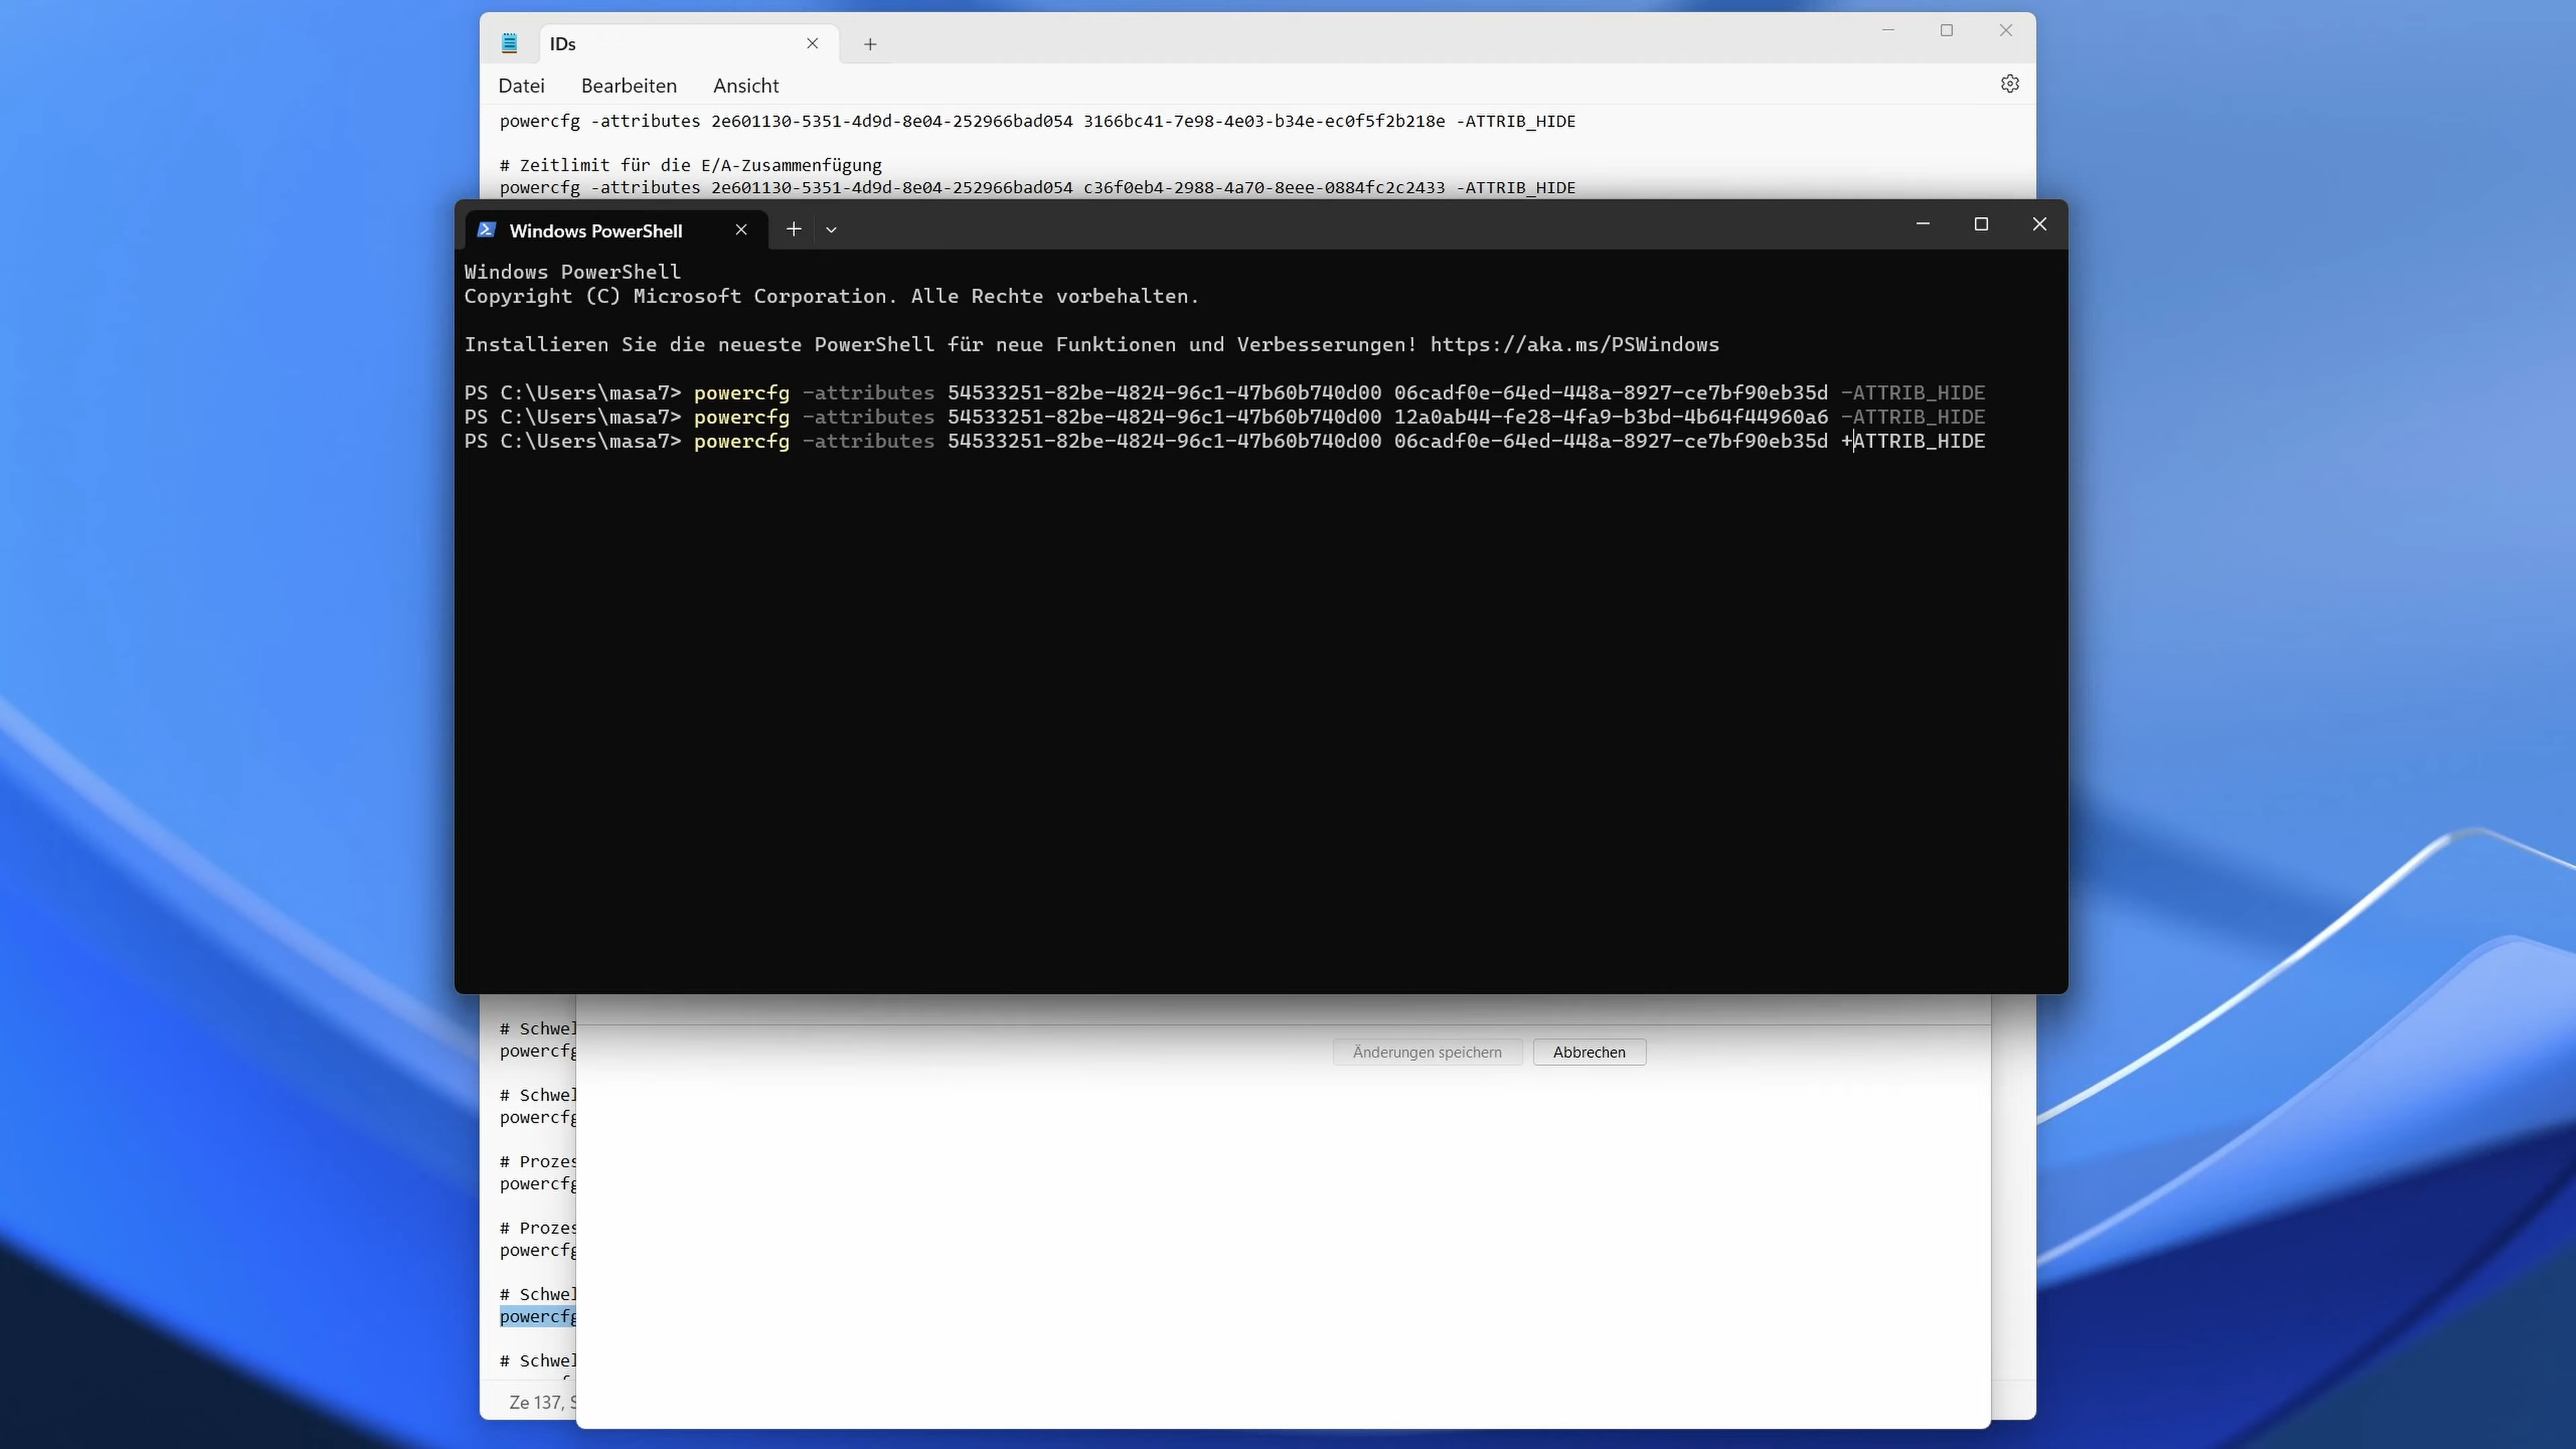 IDs
Datei Bearbeiten Ansicht
powercfg -attributes 2e601130-5351-4d9d-8e04-252966bad054 3166bc41-7e98-4e03-b34e-ec0f5f2b218e -ATTRIB_HIDE
# Zeitlimit für die E/A-Zusammenfügung
powercfg -attributes 2e601130-5351-4d9d-8e04-252966bad054 c36f0eb4-2988-4a70-8eee-0884fc2c2433 -ATTRIB_HIDE
Windows PowerShell
Windows PowerShell
Copyright (C) Microsoft Corporation. Alle Rechte vorbehalten.
Installieren Sie die neueste PowerShell für neue Funktionen und Verbesserungen! https://aka.ms/PSWindows
PS C:\Users\masa7> powercfg -attributes 54533251-82be-4824-96c1-47b60b740d00 06cadf0e-64ed-448a-8927-ce7bf90eb35d -ATTRIB_HIDE
PS C:\Users\masa7> powercfg -attributes 54533251-82be-4824-96c1-47b60b740d00 12a0ab44-fe28-4fa9-b3bd-4b64f44960a6 -ATTRIB_HIDE
PS C:\Users\masa7> powercfg -attributes 54533251-82be-4824-96c1-47b60b740d00 06cadf0e-64ed-448a-8927-ce7bf90eb35d +ATTRIB_HIDE
# Schwel
powercfg
Änderungen speichern Abbrechen
# Schwel
powercfg
# Prozes
powercfg
# Prozes
powercfg
# Schwel
powercfg
# Schwel
Ze 137, S